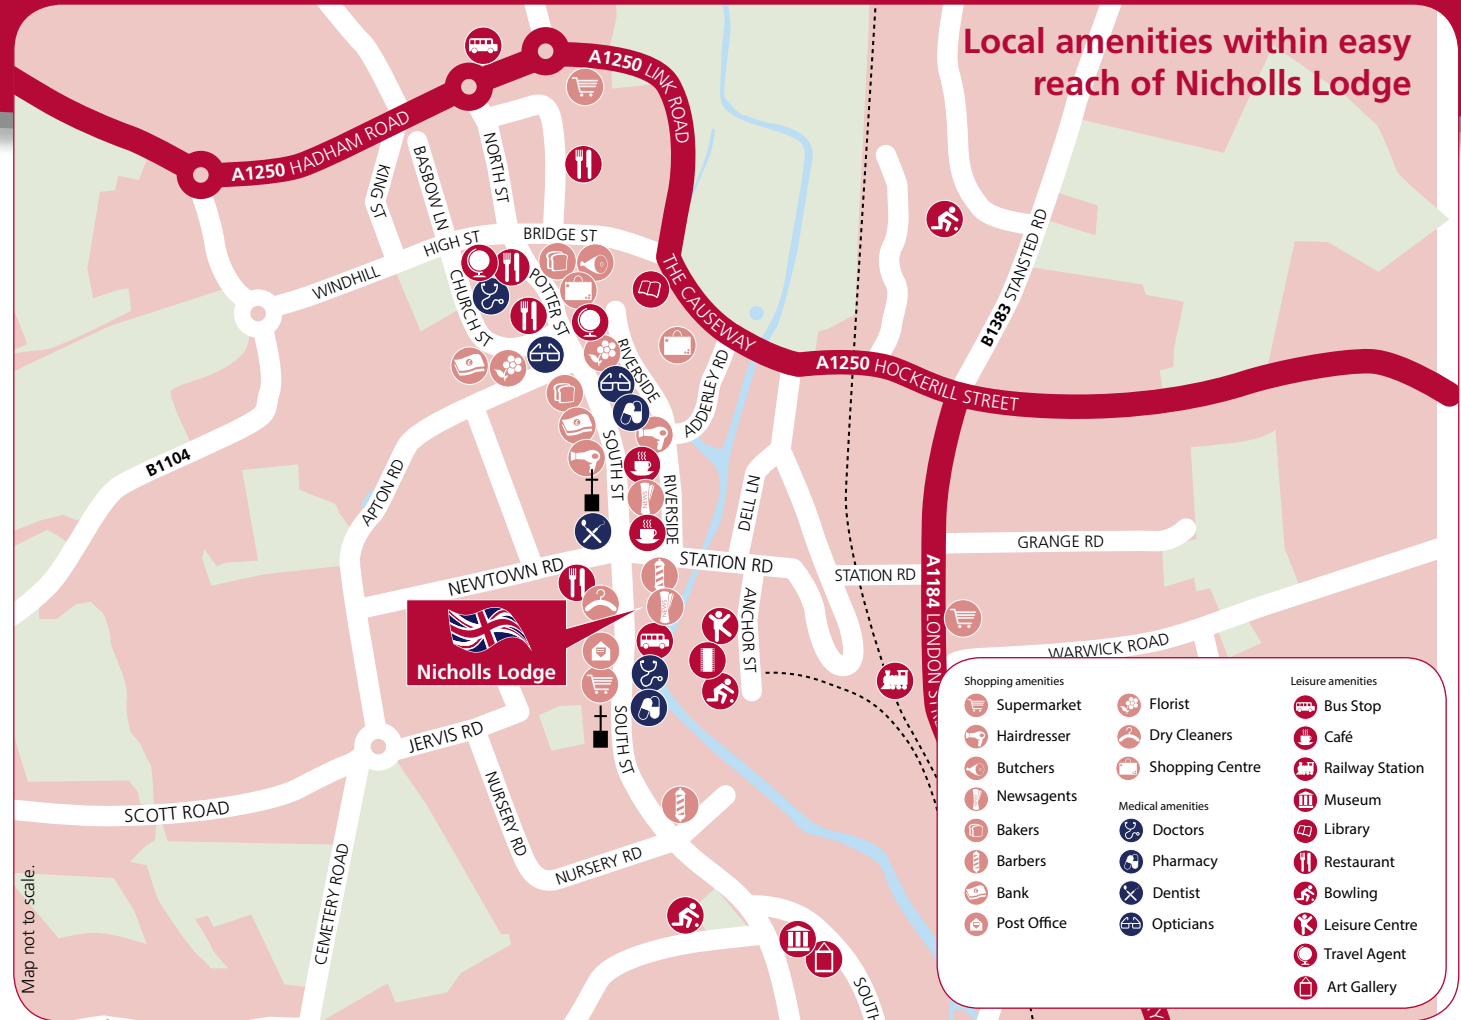 Local amenities within easy
reach of Nicholls Lodge
A1250 LINK ROAD
A1250 HADHAM ROAD
KING ST
BASBOW LN
NORTH ST
HIGH ST
BRIDGE ST
WINDHILL
CHURCH ST
POTTER ST
THE CAUSEWAY
RIVERSIDE
ADDERLEY RD
A1250 HOCKERILL STREET
B1383 STANSTED RD
B1104
APTON RD
SOUTH ST
RIVERSIDE
DELL LN
NEWTOWN RD
STATION RD
STATION RD
GRANGE RD
A1184 LONDON STR
ANCHOR ST
WARWICK ROAD
Nicholls Lodge
JERVIS RD
SOUTH ST
SCOTT ROAD
NURSERY RD
NURSERY RD
CEMETERY ROAD
SOUTH
Map not to scale.
Shopping amenities
Supermarket
Hairdresser
Butchers
Newsagents
Bakers
Barbers
Bank
Post Office
Florist
Dry Cleaners
Shopping Centre
Medical amenities
Doctors
Pharmacy
Dentist
Opticians
Leisure amenities
Bus Stop
Café
Railway Station
Museum
Library
Restaurant
Bowling
Leisure Centre
Travel Agent
Art Gallery